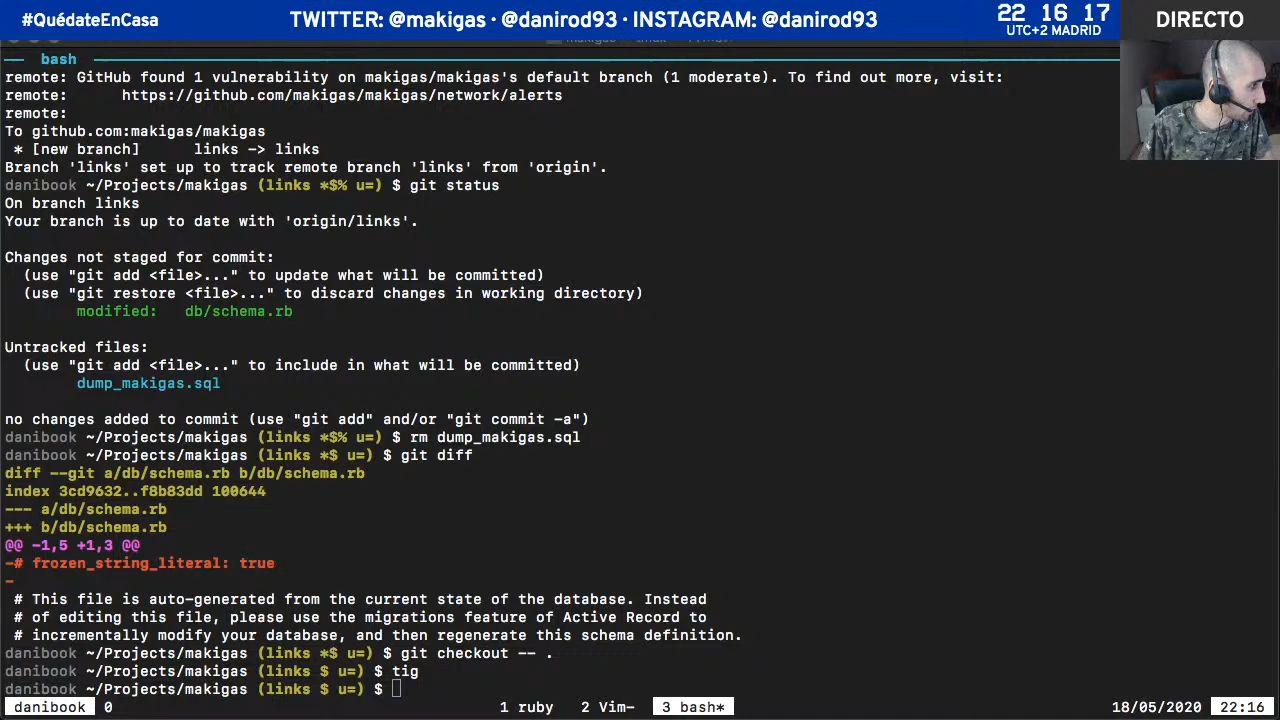 #QuédateEnCasa
TWITTER: @makigas · @danirod93 · INSTAGRAM: @danirod93
22 16 17
UTC+2 MADRID
DIRECTO
bash
remote: GitHub found 1 vulnerability on makigas/makigas's default branch (1 moderate). To find out more, visit:
remote:      https://github.com/makigas/makigas/network/alerts
remote:
To github.com:makigas/makigas
 * [new branch]      links -> links
Branch 'links' set up to track remote branch 'links' from 'origin'.
danibook ~/Projects/makigas (links *$% u=) $ git status
On branch links
Your branch is up to date with 'origin/links'.
Changes not staged for commit:
  (use "git add <file>..." to update what will be committed)
  (use "git restore <file>..." to discard changes in working directory)
        modified:   db/schema.rb
Untracked files:
  (use "git add <file>..." to include in what will be committed)
        dump_makigas.sql
no changes added to commit (use "git add" and/or "git commit -a")
danibook ~/Projects/makigas (links *$% u=) $ rm dump_makigas.sql
danibook ~/Projects/makigas (links *$ u=) $ git diff
diff --git a/db/schema.rb b/db/schema.rb
index 3cd9632..f8b83dd 100644
--- a/db/schema.rb
+++ b/db/schema.rb
@@ -1,5 +1,3 @@
-# frozen_string_literal: true
-
 # This file is auto-generated from the current state of the database. Instead
 # of editing this file, please use the migrations feature of Active Record to
 # incrementally modify your database, and then regenerate this schema definition.
danibook ~/Projects/makigas (links *$ u=) $ git checkout -- .
danibook ~/Projects/makigas (links $ u=) $ tig
danibook ~/Projects/makigas (links $ u=) $
danibook 0 1 ruby 2 Vim- 3 bash* 18/05/2020 22:16